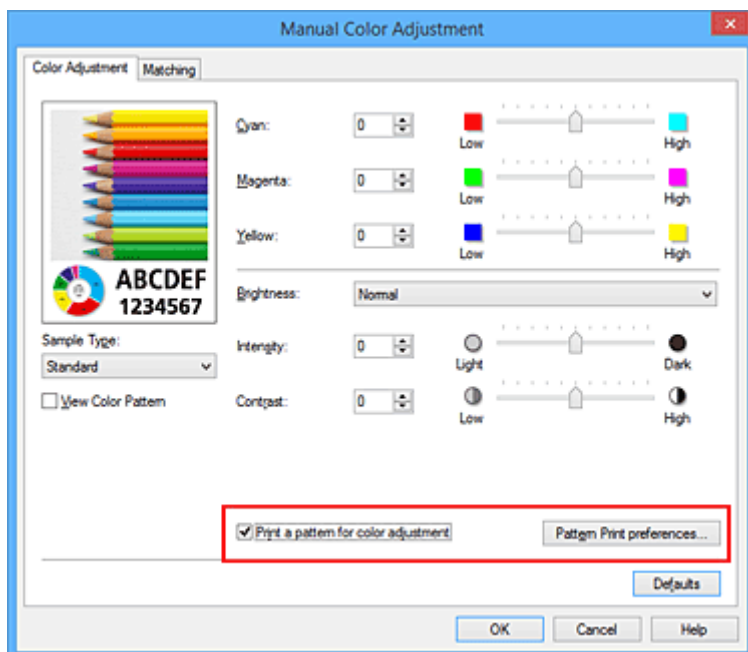 Manual Color Adjustment
Color Adjustment Matching
Cyan: 0 Low High
Magenta: 0 Low High
Yellow: 0 Low High
ABCDEF
1234567
Brightness: Normal
Sample Type:
Standard
Intensity: 0 Light Dark
View Color Pattern
Contrast: 0 Low High
Print a pattern for color adjustment Pattern Print preferences...
Defaults
OK Cancel Help